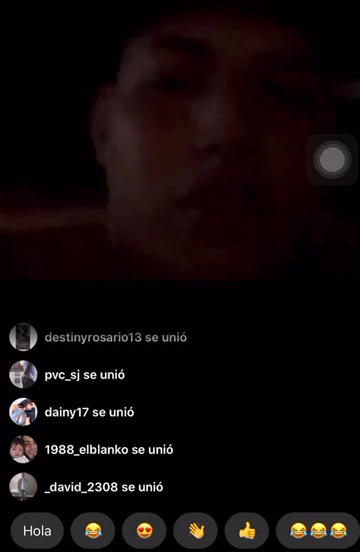 destinyrosario13 se unió
pvc_sj se unió
dainy17 se unió
1988_elblanko se unió
_david_2308 se unió
Hola 😂 😍 👋 👍 😂😂😂